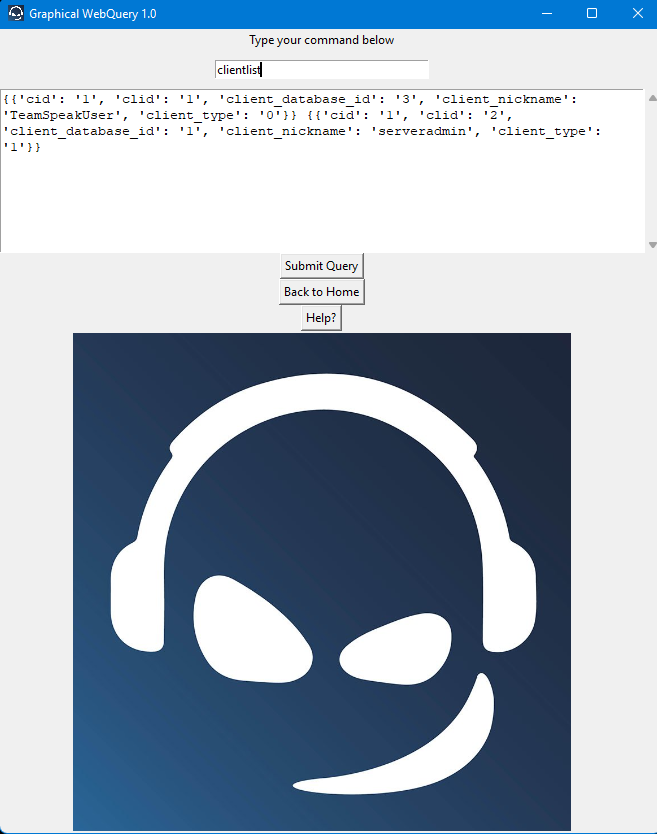 Graphical WebQuery 1.0
Type your command below
clientlist
{{'cid': '1', 'clid': '1', 'client_database_id': '3', 'client_nickname':
'TeamSpeakUser', 'client_type': '0'}} {{'cid': '1', 'clid': '2',
'client_database_id': '1', 'client_nickname': 'serveradmin', 'client_type':
'1'}}
Submit Query
Back to Home
Help?